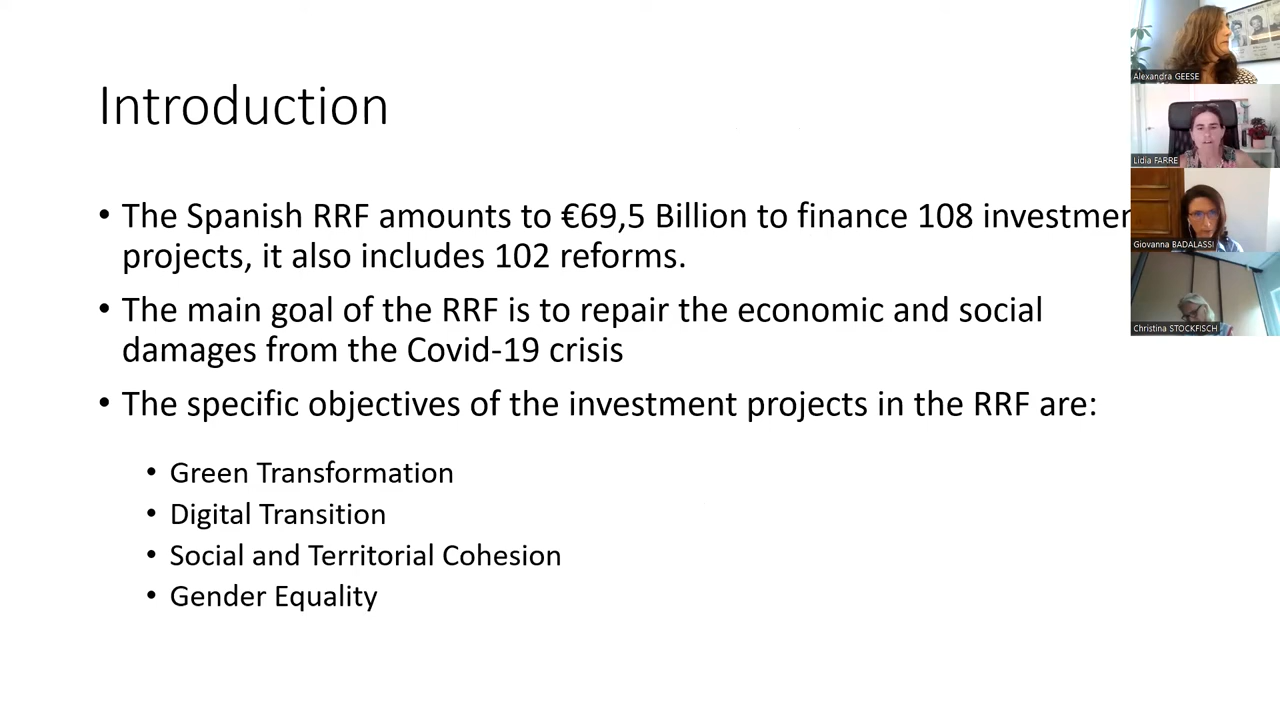 Introduction
• The Spanish RRF amounts to €69,5 Billion to finance 108 investmen
projects, it also includes 102 reforms.
• The main goal of the RRF is to repair the economic and social
damages from the Covid-19 crisis
• The specific objectives of the investment projects in the RRF are:
• Green Transformation
• Digital Transition
• Social and Territorial Cohesion
• Gender Equality
Alexandra GEESE
Lidia FARRE
Giovanna BADALASSI
Christina STOCKFISCH